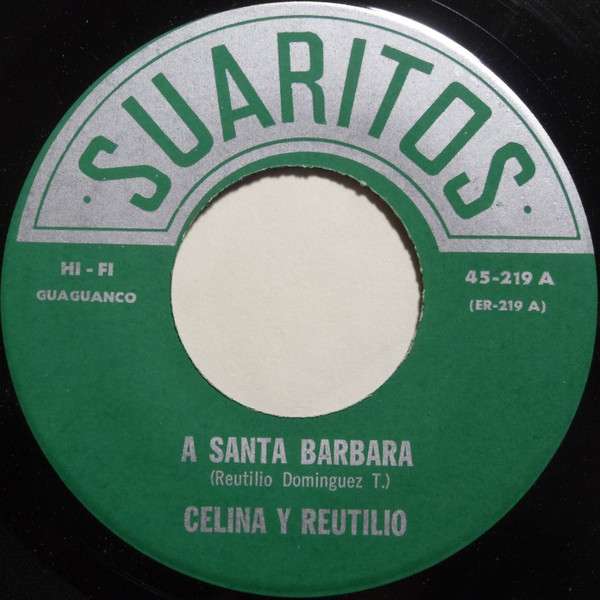 · SUARITOS ·
HI - FI
GUAGUANCO
45-219 A
(ER-219 A)
A SANTA BARBARA
(Reutilio Dominguez T.)
CELINA Y REUTILIO